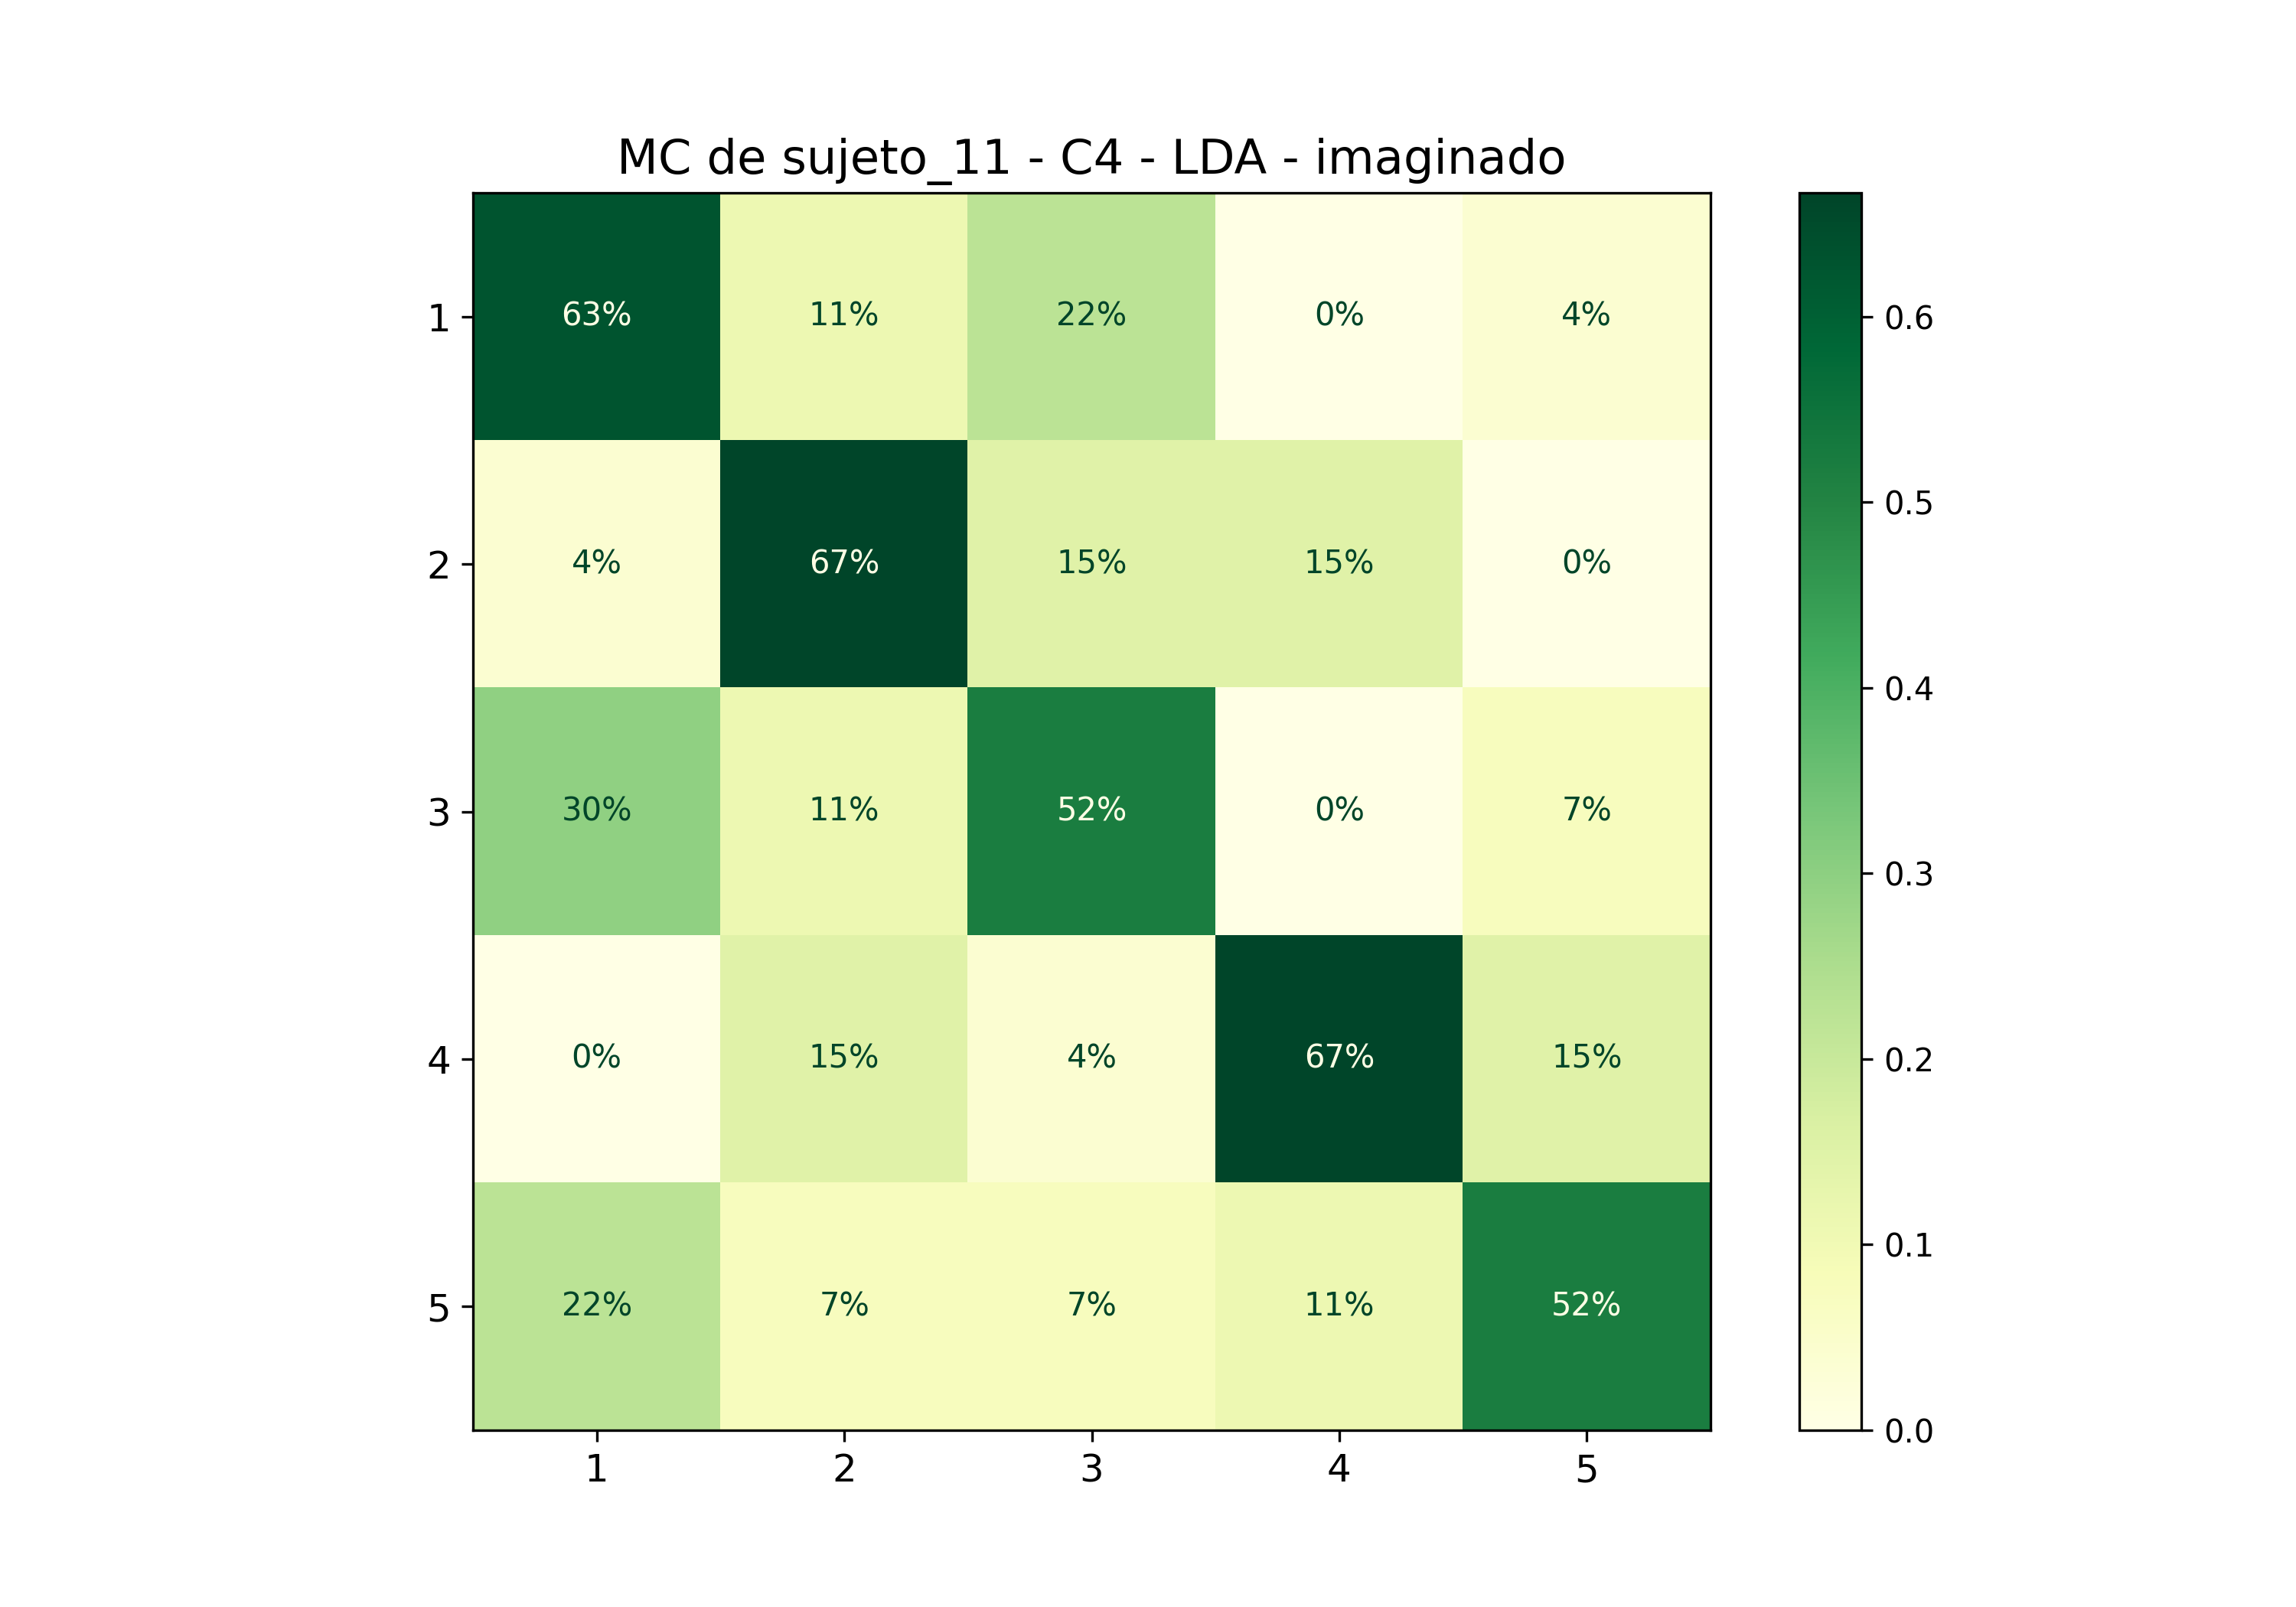 MC de sujeto_11 - C4 - LDA - imaginado
1 63% 11% 22% 0% 4% 0.6
0.5
2 4% 67% 15% 15% 0%
0.4
3 30% 11% 52% 0% 7%
0.3
4 0% 15% 4% 67% 15% 0.2
0.1
5 22% 7% 7% 11% 52%
0.0
1 2 3 4 5